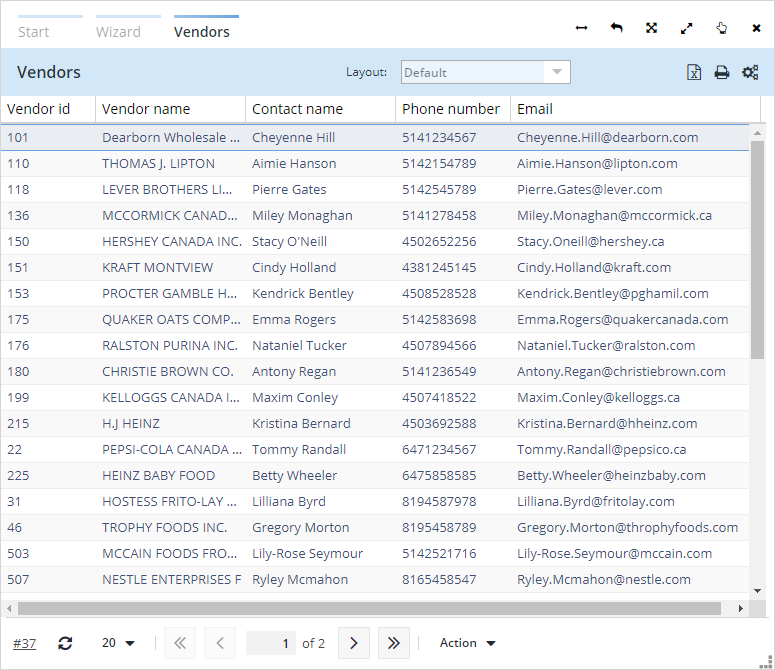 Start Wizard Vendors
Vendors Layout: Default
Vendor id Vendor name Contact name Phone number Email
101 Dearborn Wholesale ... Cheyenne Hill 5141234567 Cheyenne.Hill@dearborn.com
110 THOMAS J. LIPTON Aimie Hanson 5142154789 Aimie.Hanson@lipton.com
118 LEVER BROTHERS LI... Pierre Gates 5142545789 Pierre.Gates@lever.com
136 MCCORMICK CANAD... Miley Monaghan 5141278458 Miley.Monaghan@mccormick.ca
150 HERSHEY CANADA INC. Stacy O'Neill 4502652256 Stacy.Oneill@hershey.ca
151 KRAFT MONTVIEW Cindy Holland 4381245145 Cindy.Holland@kraft.com
153 PROCTER GAMBLE H... Kendrick Bentley 4508528528 Kendrick.Bentley@pghamil.com
175 QUAKER OATS COMP... Emma Rogers 5142583698 Emma.Rogers@quakercanada.com
176 RALSTON PURINA INC. Nataniel Tucker 4507894566 Nataniel.Tucker@ralston.com
180 CHRISTIE BROWN CO. Antony Regan 5141236549 Antony.Regan@christiebrown.com
199 KELLOGGS CANADA I... Maxim Conley 4507418522 Maxim.Conley@kelloggs.ca
215 H.J HEINZ Kristina Bernard 4503692588 Kristina.Bernard@hheinz.com
22 PEPSI-COLA CANADA ... Tommy Randall 6471234567 Tommy.Randall@pepsico.ca
225 HEINZ BABY FOOD Betty Wheeler 6475858585 Betty.Wheeler@heinzbaby.com
31 HOSTESS FRITO-LAY ... Lilliana Byrd 8194587978 Lilliana.Byrd@fritolay.com
46 TROPHY FOODS INC. Gregory Morton 8195458789 Gregory.Morton@throphyfoods.com
503 MCCAIN FOODS FRO... Lily-Rose Seymour 5142521716 Lily-Rose.Seymour@mccain.com
507 NESTLE ENTERPRISES F Ryley Mcmahon 8165458547 Ryley.Mcmahon@nestle.com
#37 20 1 of 2 Action